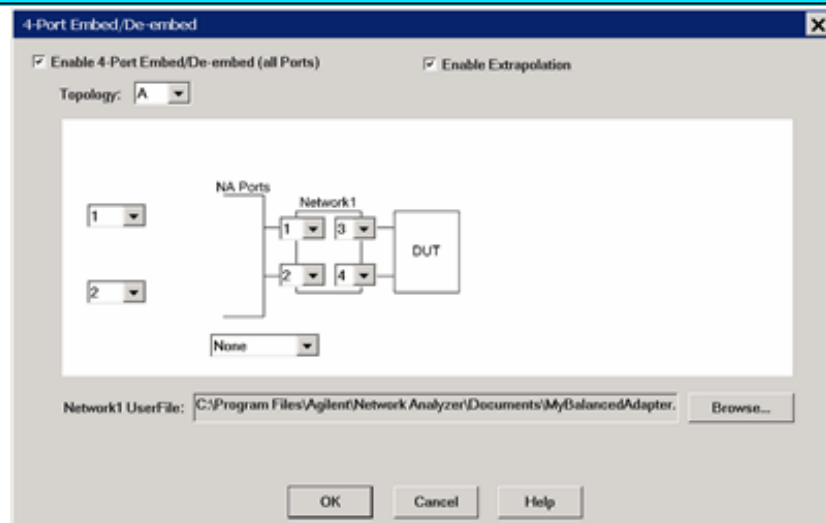 4-Port Embed/De-embed
Enable 4-Port Embed/De-embed (all Ports) Enable Extrapolation
Topology: A
NA Ports
Network1
1 1 3
DUT
2 2 4
None
Network1 UserFile: C:\Program Files\Agilent\Network Analyzer\Documents\MyBalancedAdapter. Browse...
OK Cancel Help